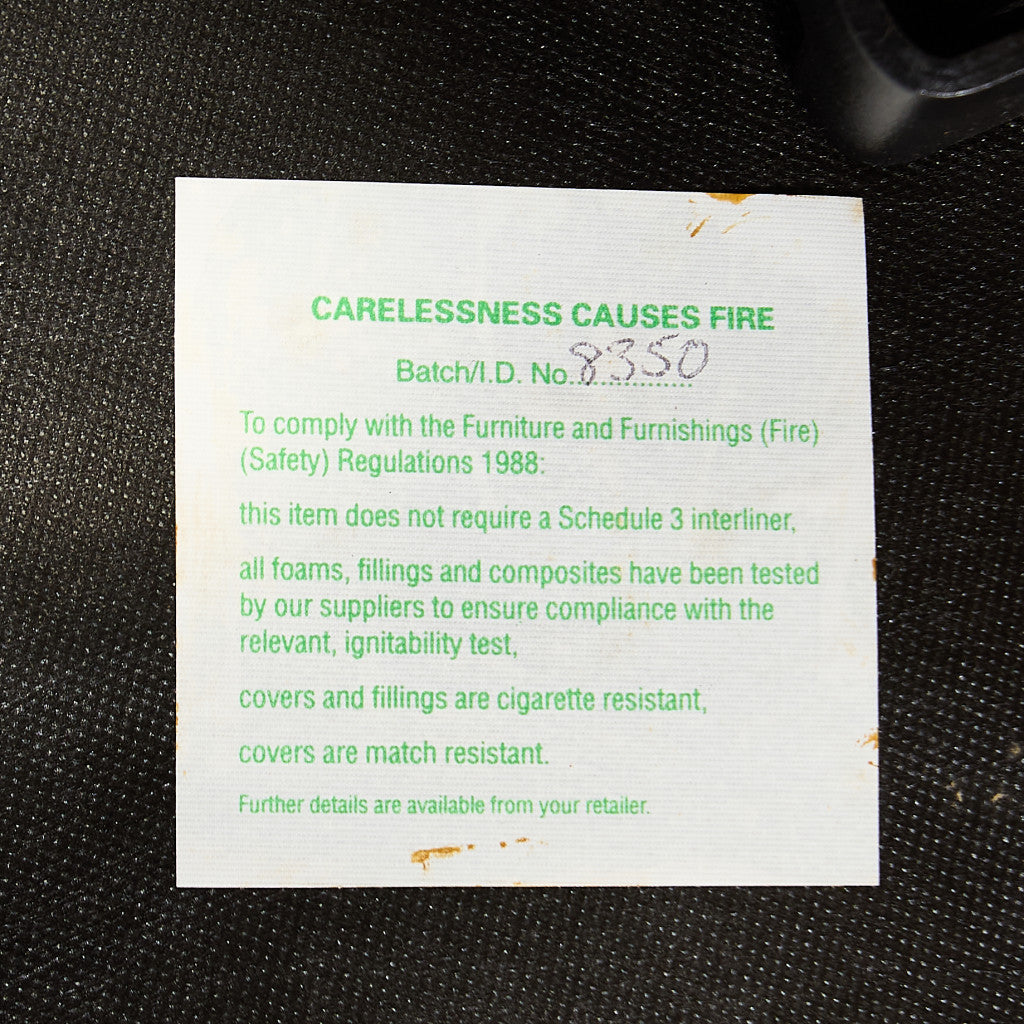 CARELESSNESS CAUSES FIRE
Batch/I.D. No. 8350
To comply with the Furniture and Furnishings (Fire)
(Safety) Regulations 1988:
this item does not require a Schedule 3 interliner,
all foams, fillings and composites have been tested
by our suppliers to ensure compliance with the
relevant, ignitability test,
covers and fillings are cigarette resistant,
covers are match resistant.
Further details are available from your retailer.